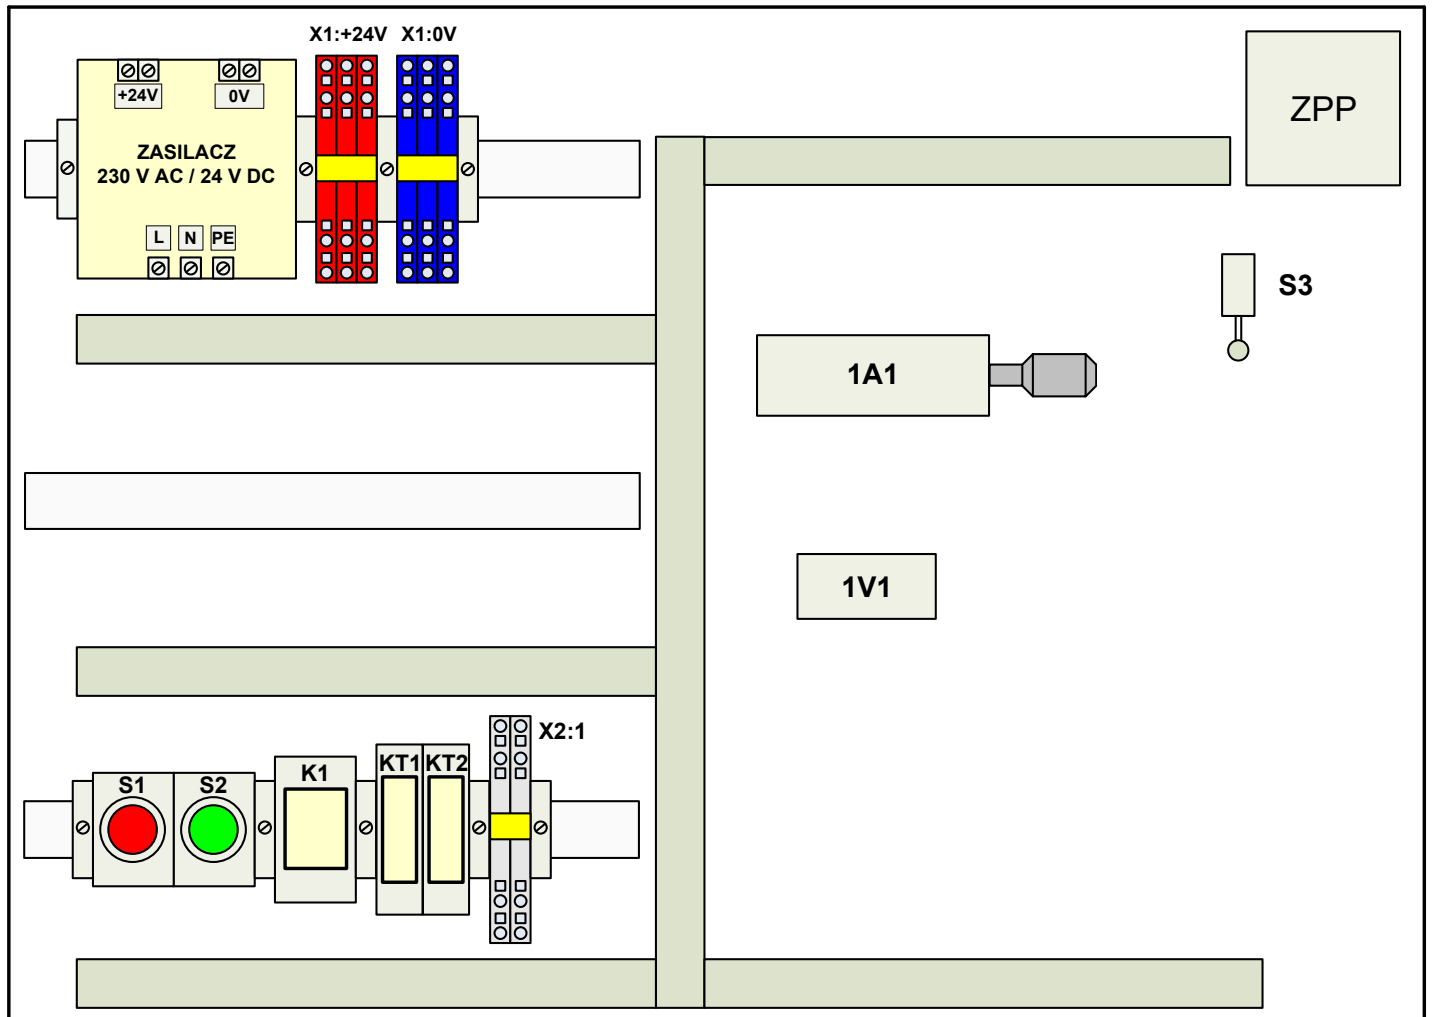 X1:+24V X1:0V
+24V 0V
ZPP
ZASILACZ
230 V AC / 24 V DC
L N PE
S3
1A1
1V1
X2:1
S1 S2 K1 KT1 KT2